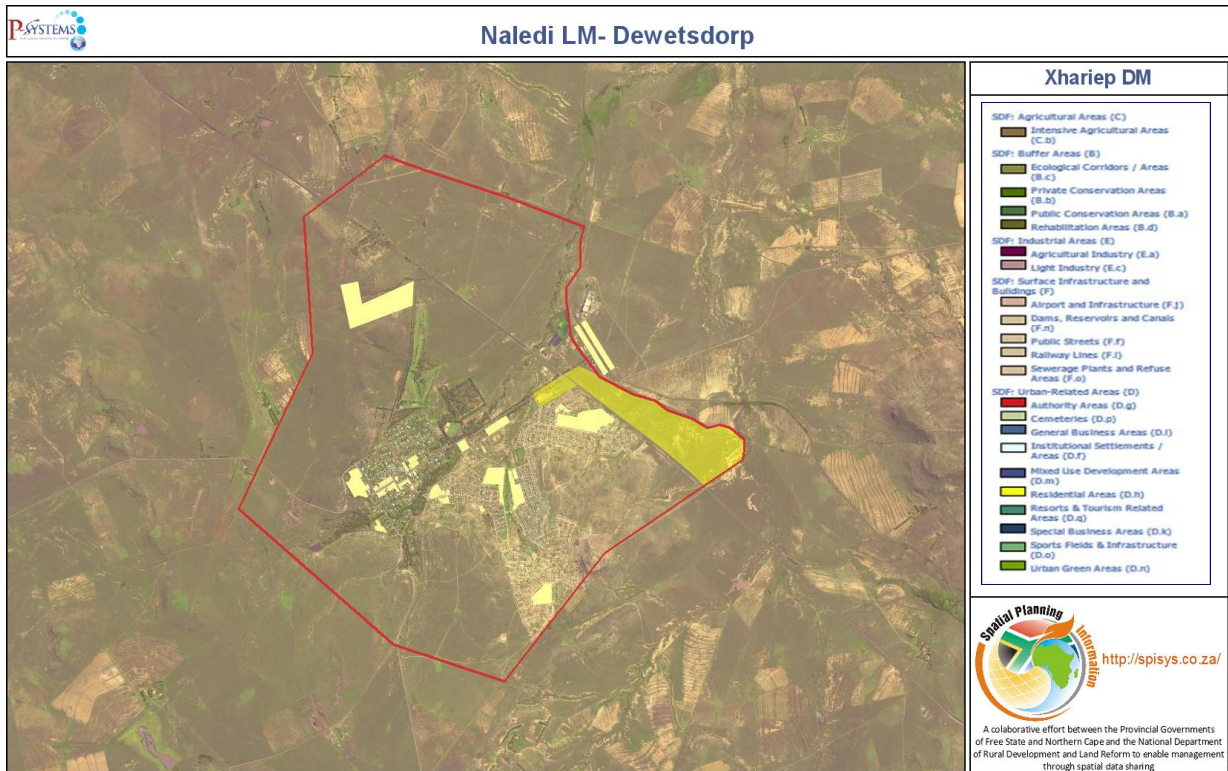 P-SYSTEMS
Naledi LM- Dewetsdorp
Xhariep DM
SDF: Agricultural Areas (C)
Intensive Agricultural Areas
(C.b)
SDF: Buffer Areas (B)
Ecological Corridors / Areas
(B.c)
Private Conservation Areas
(B.b)
Public Conservation Areas (B.a)
Rehabilitation Areas (B.d)
SDF: Industrial Areas (E)
Agricultural Industry (E.a)
Light Industry (E.c)
SDF: Surface Infrastructure and
Buildings (F)
Airport and Infrastructure (F.j)
Dams, Reservoirs and Canals
(F.n)
Public Streets (F.f)
Railway Lines (F.i)
Sewerage Plants and Refuse
Areas (F.o)
SDF: Urban-Related Areas (D)
Authority Areas (D.g)
Cemeteries (D.p)
General Business Areas (D.l)
Institutional Settlements /
Areas (D.f)
Mixed Use Development Areas
(D.m)
Residential Areas (D.h)
Resorts & Tourism Related
Areas (D.q)
Special Business Areas (D.k)
Sports Fields & Infrastructure
(D.o)
Urban Green Areas (D.n)
Spatial Planning
Information
http://spisys.co.za/
A colaborative effort between the Provincial Governments
of Free State and Northern Cape and the National Department
of Rural Development and Land Reform to enable management
through spatial data sharing